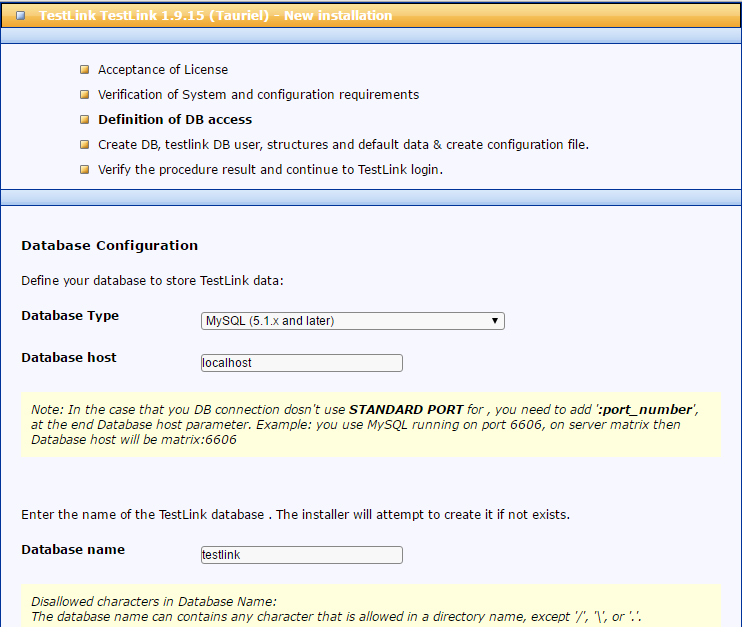 TestLink TestLink 1.9.15 (Tauriel) - New installation
Acceptance of License
Verification of System and configuration requirements
Definition of DB access
Create DB, testlink DB user, structures and default data & create configuration file.
Verify the procedure result and continue to TestLink login.
Database Configuration
Define your database to store TestLink data:
Database Type MySQL (5.1.x and later)
Database host localhost
Note: In the case that you DB connection dosn't use STANDARD PORT for , you need to add ':port_number',
at the end Database host parameter. Example: you use MySQL running on port 6606, on server matrix then
Database host will be matrix:6606
Enter the name of the TestLink database . The installer will attempt to create it if not exists.
Database name testlink
Disallowed characters in Database Name:
The database name can contains any character that is allowed in a directory name, except '/', '\', or '.'.